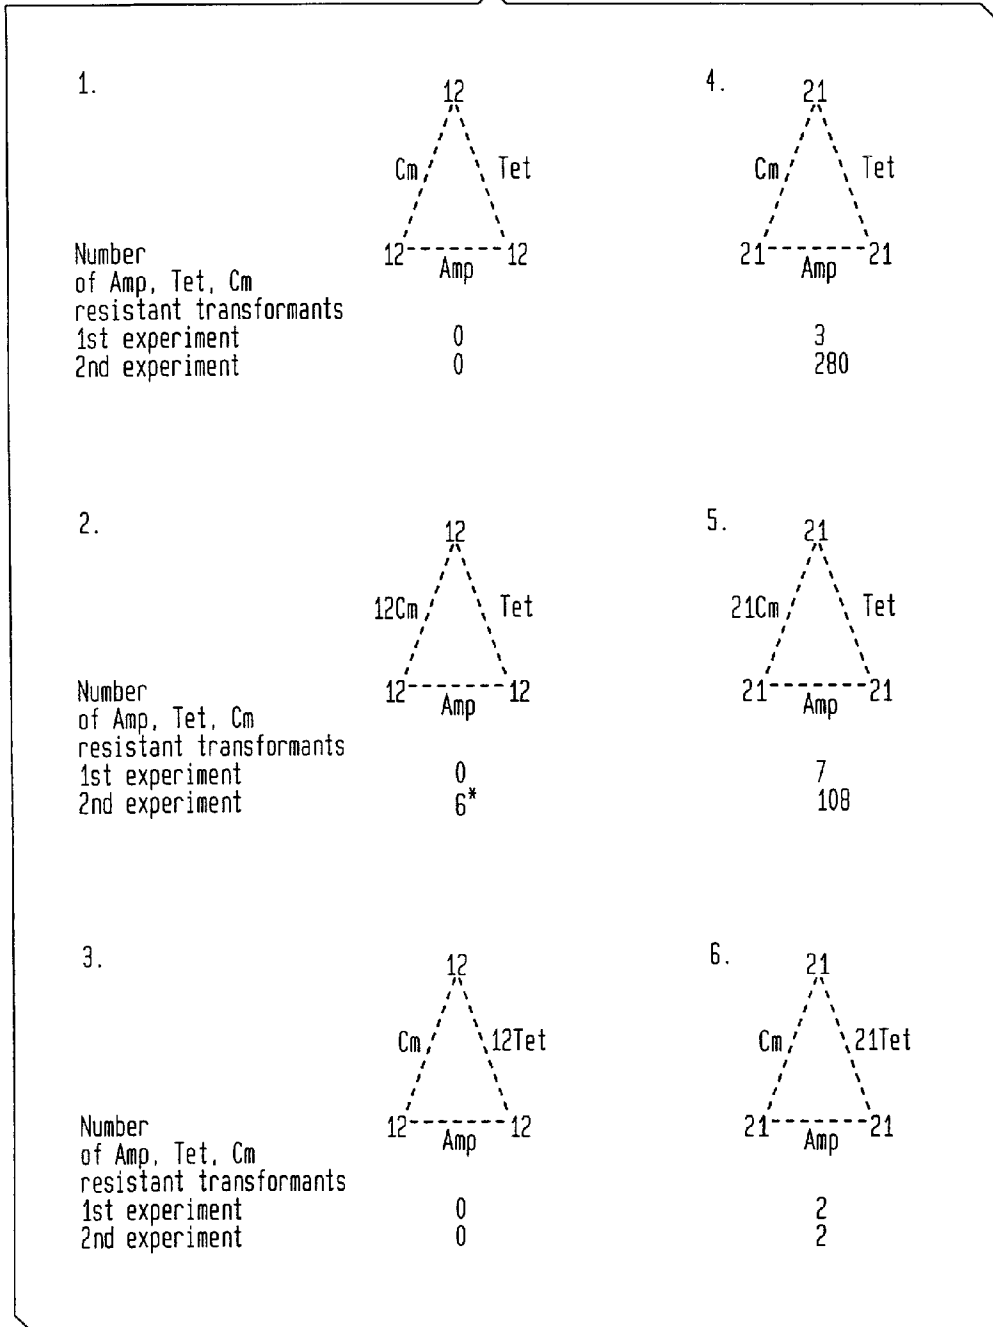 1.
12
Cm Tet
12 12
Amp
Number
of Amp, Tet, Cm
resistant transformants
1st experiment 0
2nd experiment 0
4.
21
Cm Tet
21 21
Amp
3
280
2.
12
12Cm Tet
12 12
Amp
Number
of Amp, Tet, Cm
resistant transformants
1st experiment 0
2nd experiment 6*
5.
21
21Cm Tet
21 21
Amp
7
108
3.
12
Cm 12Tet
12 12
Amp
Number
of Amp, Tet, Cm
resistant transformants
1st experiment 0
2nd experiment 0
6.
21
Cm 21Tet
21 21
Amp
2
2